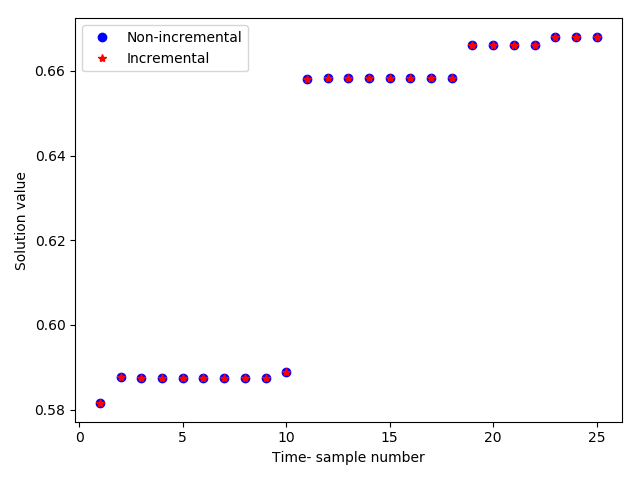 Non-incremental
Incremental
0.66
0.64
0.62
0.60
0.58
Solution value
0 5 10 15 20 25
Time- sample number